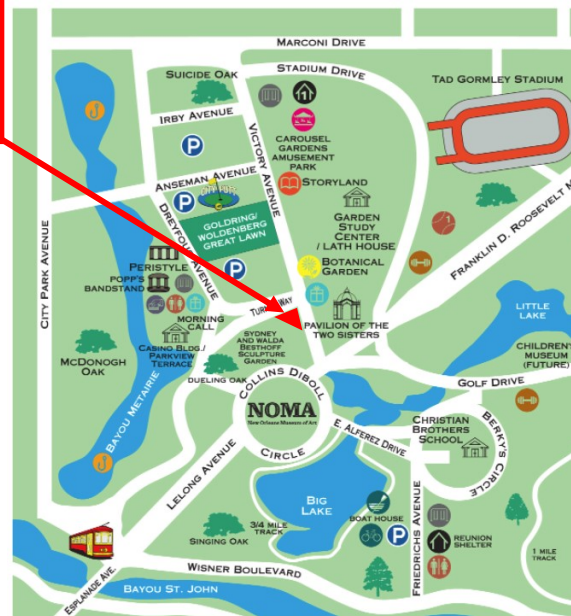 MARCONI DRIVE
SUICIDE OAK
STADIUM DRIVE
TAD GORMLEY STADIUM
1
IRBY AVENUE
P
VICTORY AVENUE
CAROUSEL
GARDENS
AMUSEMENT
PARK
ANSEMAN AVENUE
STORYLAND
1
P
DREYFOUS AVENUE
GOLDRING/
WOLDENBERG
GREAT LAWN
GARDEN
STUDY
CENTER
/ LATH HOUSE
FRANKLIN D. ROOSEVELT
CITY PARK AVENUE
PERISTYLE
POPP'S
BANDSTAND
P
BOTANICAL
GARDEN
MORNING
CALL
PAVILION OF THE
TWO SISTERS
LITTLE
LAKE
CASINO BLDG./
PARKVIEW
TERRACE
SYDNEY
AND WALDA
BESTHOFF
SCULPTURE
GARDEN
CHILDREN
MUSEUM
(FUTURE)
MCDONOGH
OAK
DUELING OAK
COLLINS DIBOLL
GOLF DRIVE
BAYOU METAIRIE
NOMA
New Orleans Museum of Art
CIRCLE
E. ALFEREZ DRIVE
CHRISTIAN
BROTHERS
SCHOOL
BERKY'S CIRCLE
LELONG AVENUE
BIG
LAKE
BOAT HOUSE
P
SINGING OAK
3/4 MILE
TRACK
FRIEDRICHS AVENUE
REUNION
SHELTER
1 MILE
TRACK
WISNER BOULEVARD
ESPLANADE AVE.
BAYOU ST. JOHN